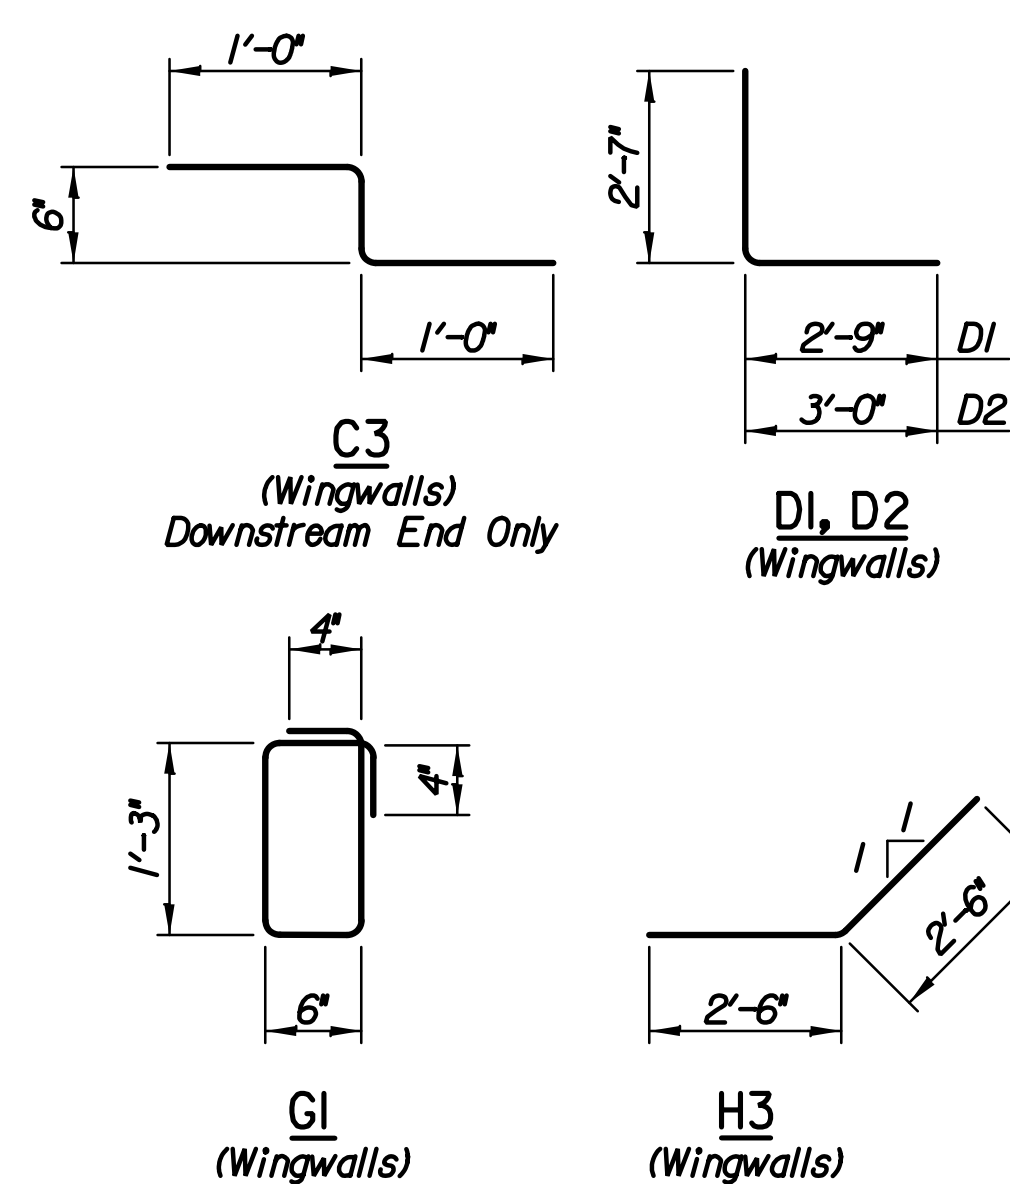 1'-0"
6"
1'-0"
C3
(Wingwalls)
Downstream End Only
2'-7"
2'-9" D1
3'-0" D2
D1, D2
(Wingwalls)
4"
4"
1'-3"
6"
G1
(Wingwalls)
1
1
2'-6"
2'-6"
H3
(Wingwalls)